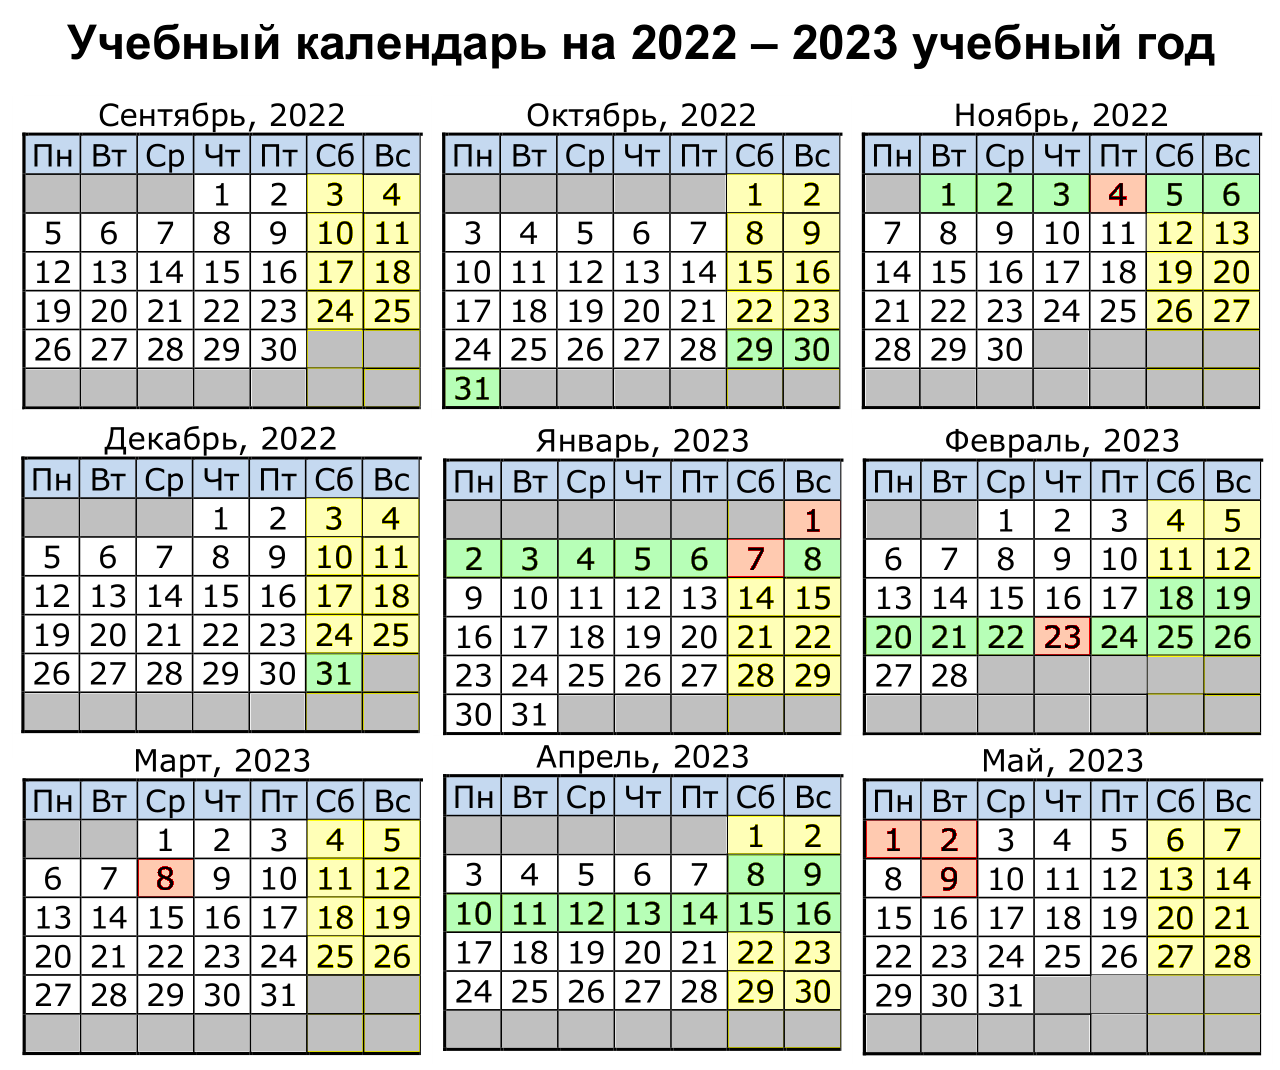 Учебный календарь на 2022 – 2023 учебный год
Сентябрь, 2022
Пн Вт Ср Чт Пт Сб Вс
1 2 3 4
5 6 7 8 9 10 11
12 13 14 15 16 17 18
19 20 21 22 23 24 25
26 27 28 29 30
Октябрь, 2022
Пн Вт Ср Чт Пт Сб Вс
1 2
3 4 5 6 7 8 9
10 11 12 13 14 15 16
17 18 19 20 21 22 23
24 25 26 27 28 29 30
31
Ноябрь, 2022
Пн Вт Ср Чт Пт Сб Вс
1 2 3 4 5 6
7 8 9 10 11 12 13
14 15 16 17 18 19 20
21 22 23 24 25 26 27
28 29 30
Декабрь, 2022
Пн Вт Ср Чт Пт Сб Вс
1 2 3 4
5 6 7 8 9 10 11
12 13 14 15 16 17 18
19 20 21 22 23 24 25
26 27 28 29 30 31
Январь, 2023
Пн Вт Ср Чт Пт Сб Вс
1
2 3 4 5 6 7 8
9 10 11 12 13 14 15
16 17 18 19 20 21 22
23 24 25 26 27 28 29
30 31
Февраль, 2023
Пн Вт Ср Чт Пт Сб Вс
1 2 3 4 5
6 7 8 9 10 11 12
13 14 15 16 17 18 19
20 21 22 23 24 25 26
27 28
Март, 2023
Пн Вт Ср Чт Пт Сб Вс
1 2 3 4 5
6 7 8 9 10 11 12
13 14 15 16 17 18 19
20 21 22 23 24 25 26
27 28 29 30 31
Апрель, 2023
Пн Вт Ср Чт Пт Сб Вс
1 2
3 4 5 6 7 8 9
10 11 12 13 14 15 16
17 18 19 20 21 22 23
24 25 26 27 28 29 30
Май, 2023
Пн Вт Ср Чт Пт Сб Вс
1 2 3 4 5 6 7
8 9 10 11 12 13 14
15 16 17 18 19 20 21
22 23 24 25 26 27 28
29 30 31